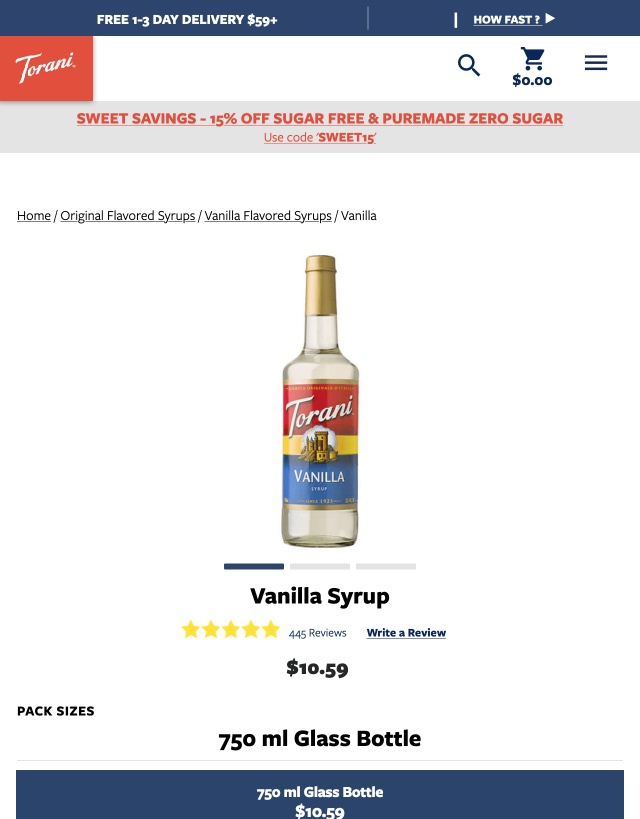 FREE 1-3 DAY DELIVERY $59+
HOW FAST ?
Torani
$0.00
SWEET SAVINGS - 15% OFF SUGAR FREE & PUREMADE ZERO SUGAR
Use code 'SWEET15'
Home / Original Flavored Syrups / Vanilla Flavored Syrups / Vanilla
Torani
VANILLA
SYRUP
Vanilla Syrup
445 Reviews Write a Review
$10.59
PACK SIZES
750 ml Glass Bottle
750 ml Glass Bottle
$10.59